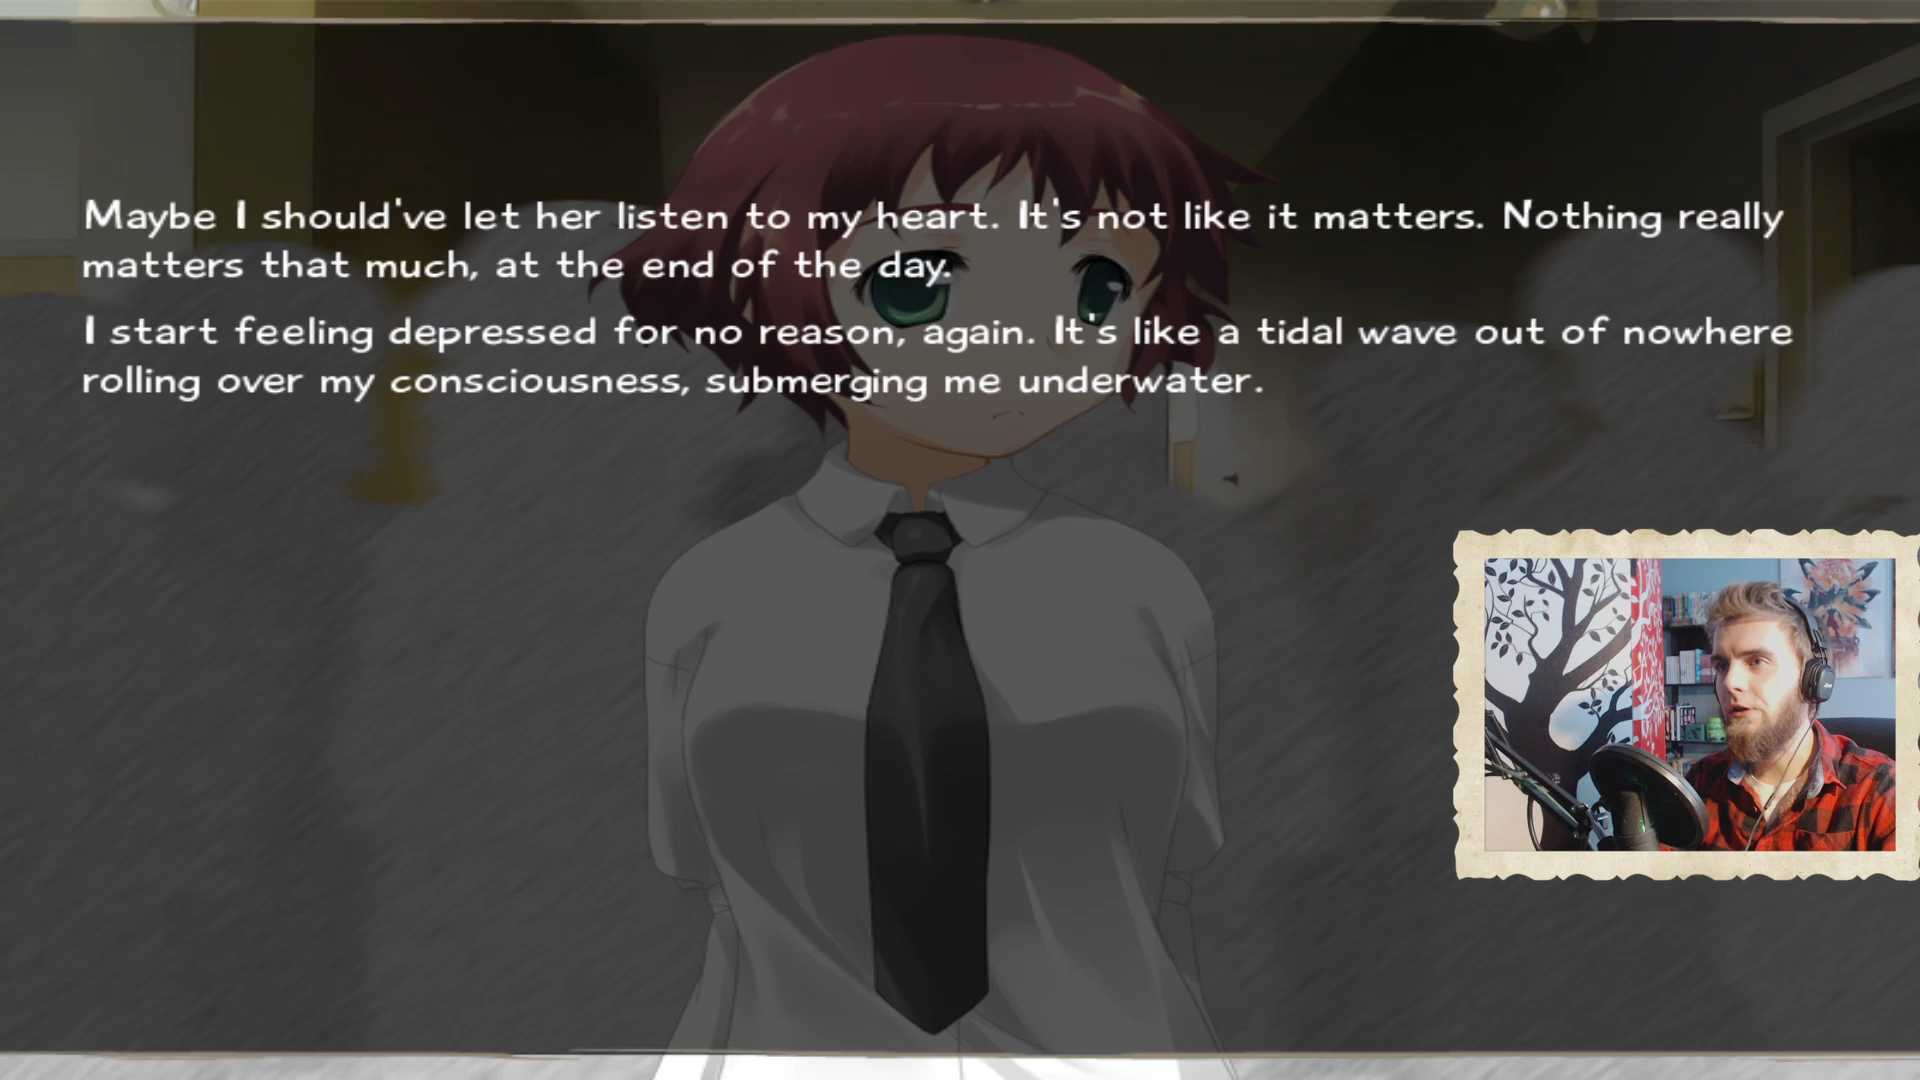 Maybe I should've let her listen to my heart. It's not like it matters. Nothing really
matters that much, at the end of the day.
I start feeling depressed for no reason, again. It's like a tidal wave out of nowhere
rolling over my consciousness, submerging me underwater.